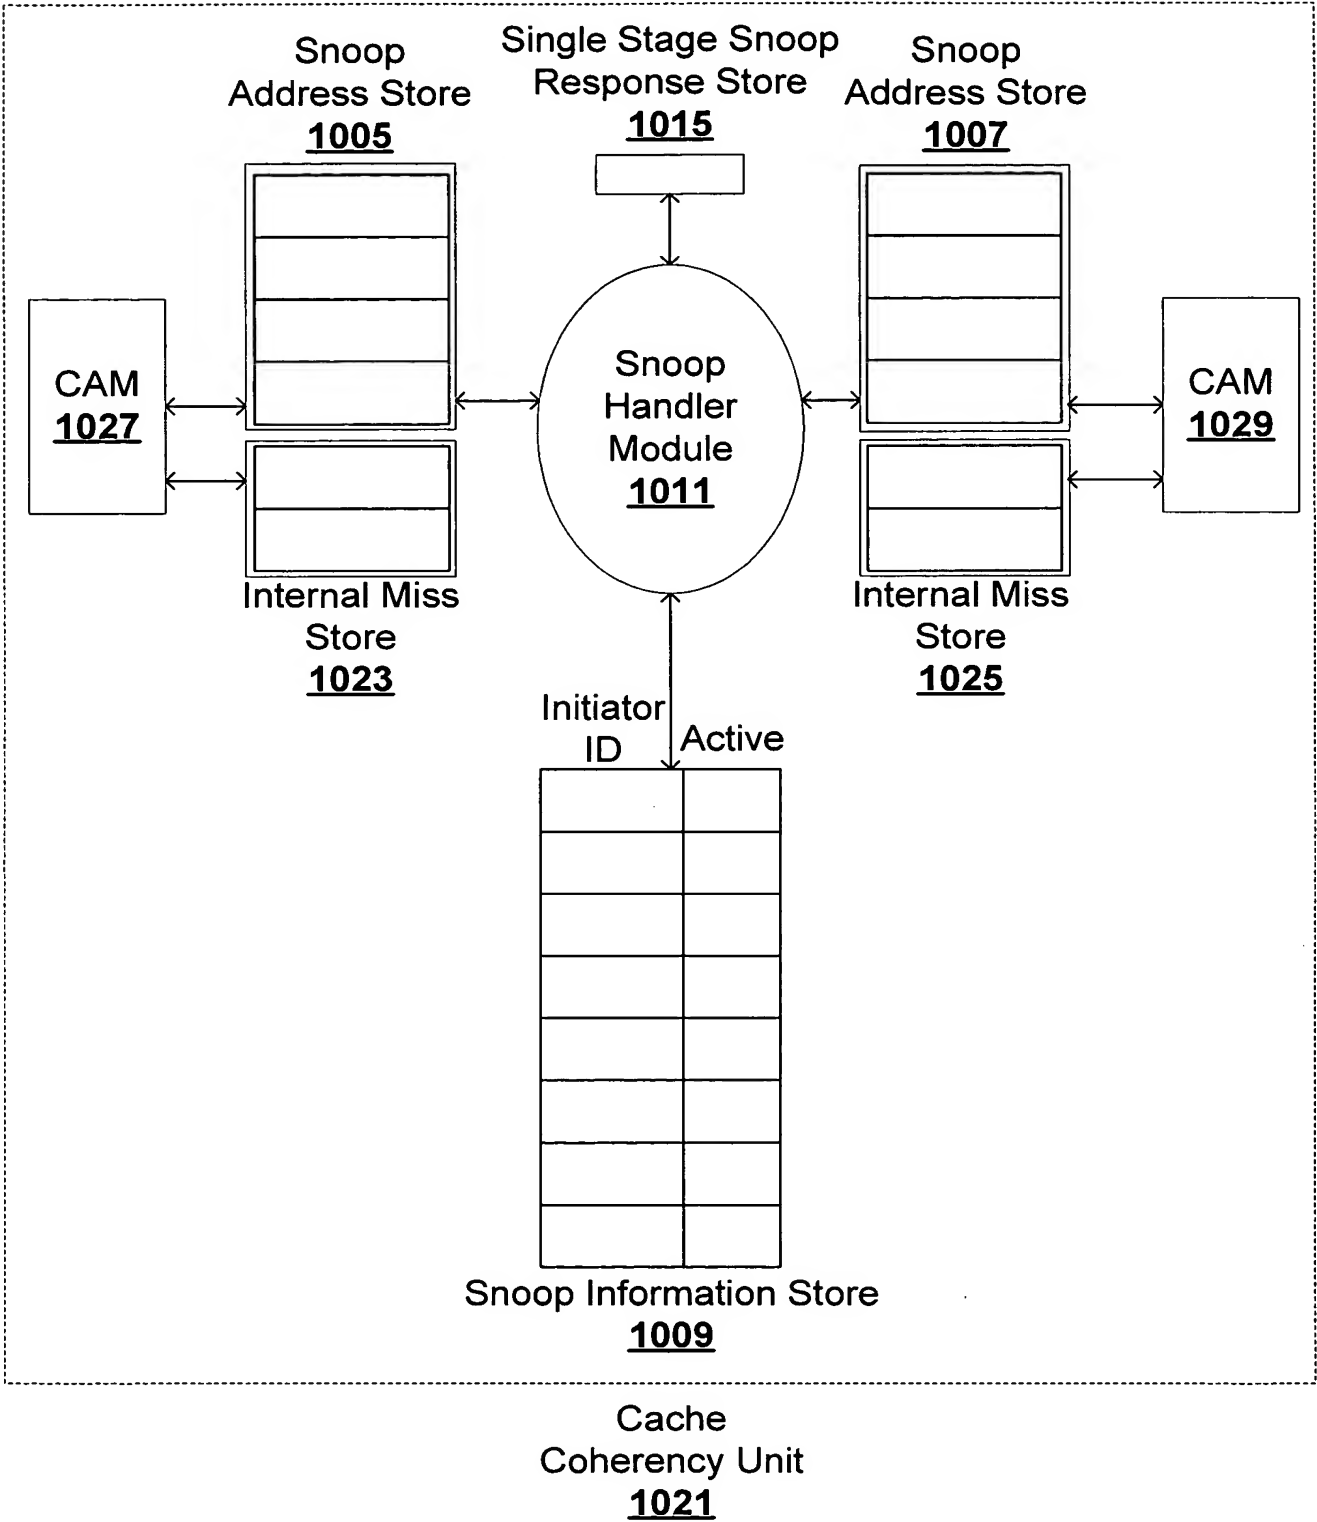 Snoop
Address Store
1005
Single Stage Snoop
Response Store
1015
Snoop
Address Store
1007
CAM
1027
Snoop
Handler
Module
1011
CAM
1029
Internal Miss
Store
1023
Internal Miss
Store
1025
Initiator
ID
Active
Snoop Information Store
1009
Cache
Coherency Unit
1021